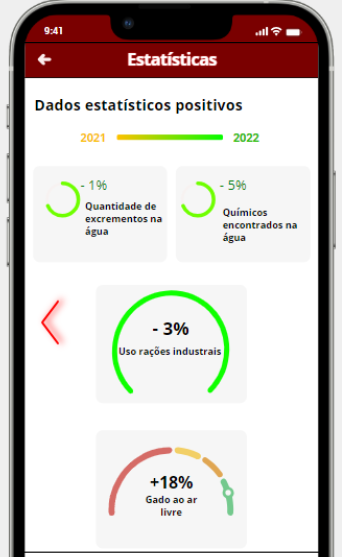 9:41
Estatísticas
Dados estatísticos positivos
2021 2022
- 1%
Quantidade de
excrementos na
água
- 5%
Químicos
encontrados na
água
- 3%
Uso rações industrais
+18%
Gado ao ar
livre